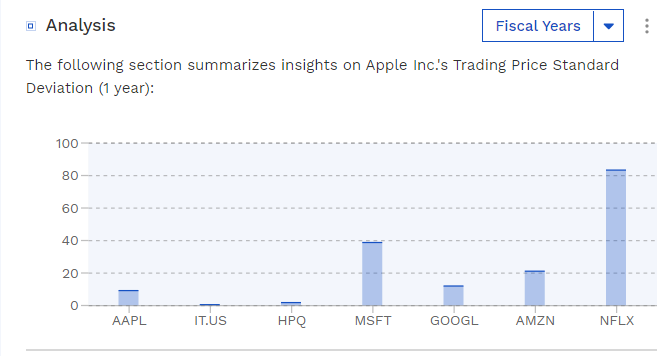 Analysis
Fiscal Years
The following section summarizes insights on Apple Inc.'s Trading Price Standard
Deviation (1 year):
100
80
60
40
20
0
AAPL IT.US HPQ MSFT GOOGL AMZN NFLX